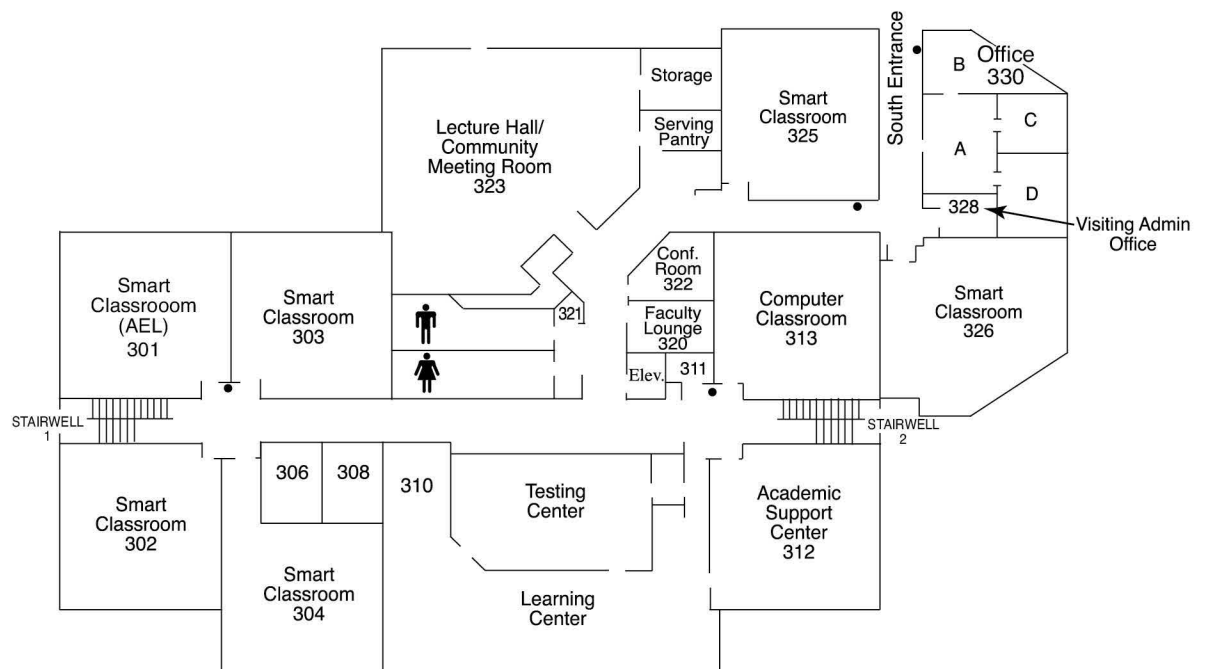 Lecture Hall/
Community
Meeting Room
323
Storage
Serving
Pantry
Smart
Classroom
325
South Entrance
Office
330
B
C
A
D
328
Visiting Admin
Office
Smart
Classrooom
(AEL)
301
Smart
Classroom
303
321
Conf.
Room
322
Faculty
Lounge
320
Elev.
311
Computer
Classroom
313
Smart
Classroom
326
STAIRWELL
1
STAIRWELL
2
Smart
Classroom
302
306
308
310
Smart
Classroom
304
Testing
Center
Learning
Center
Academic
Support
Center
312